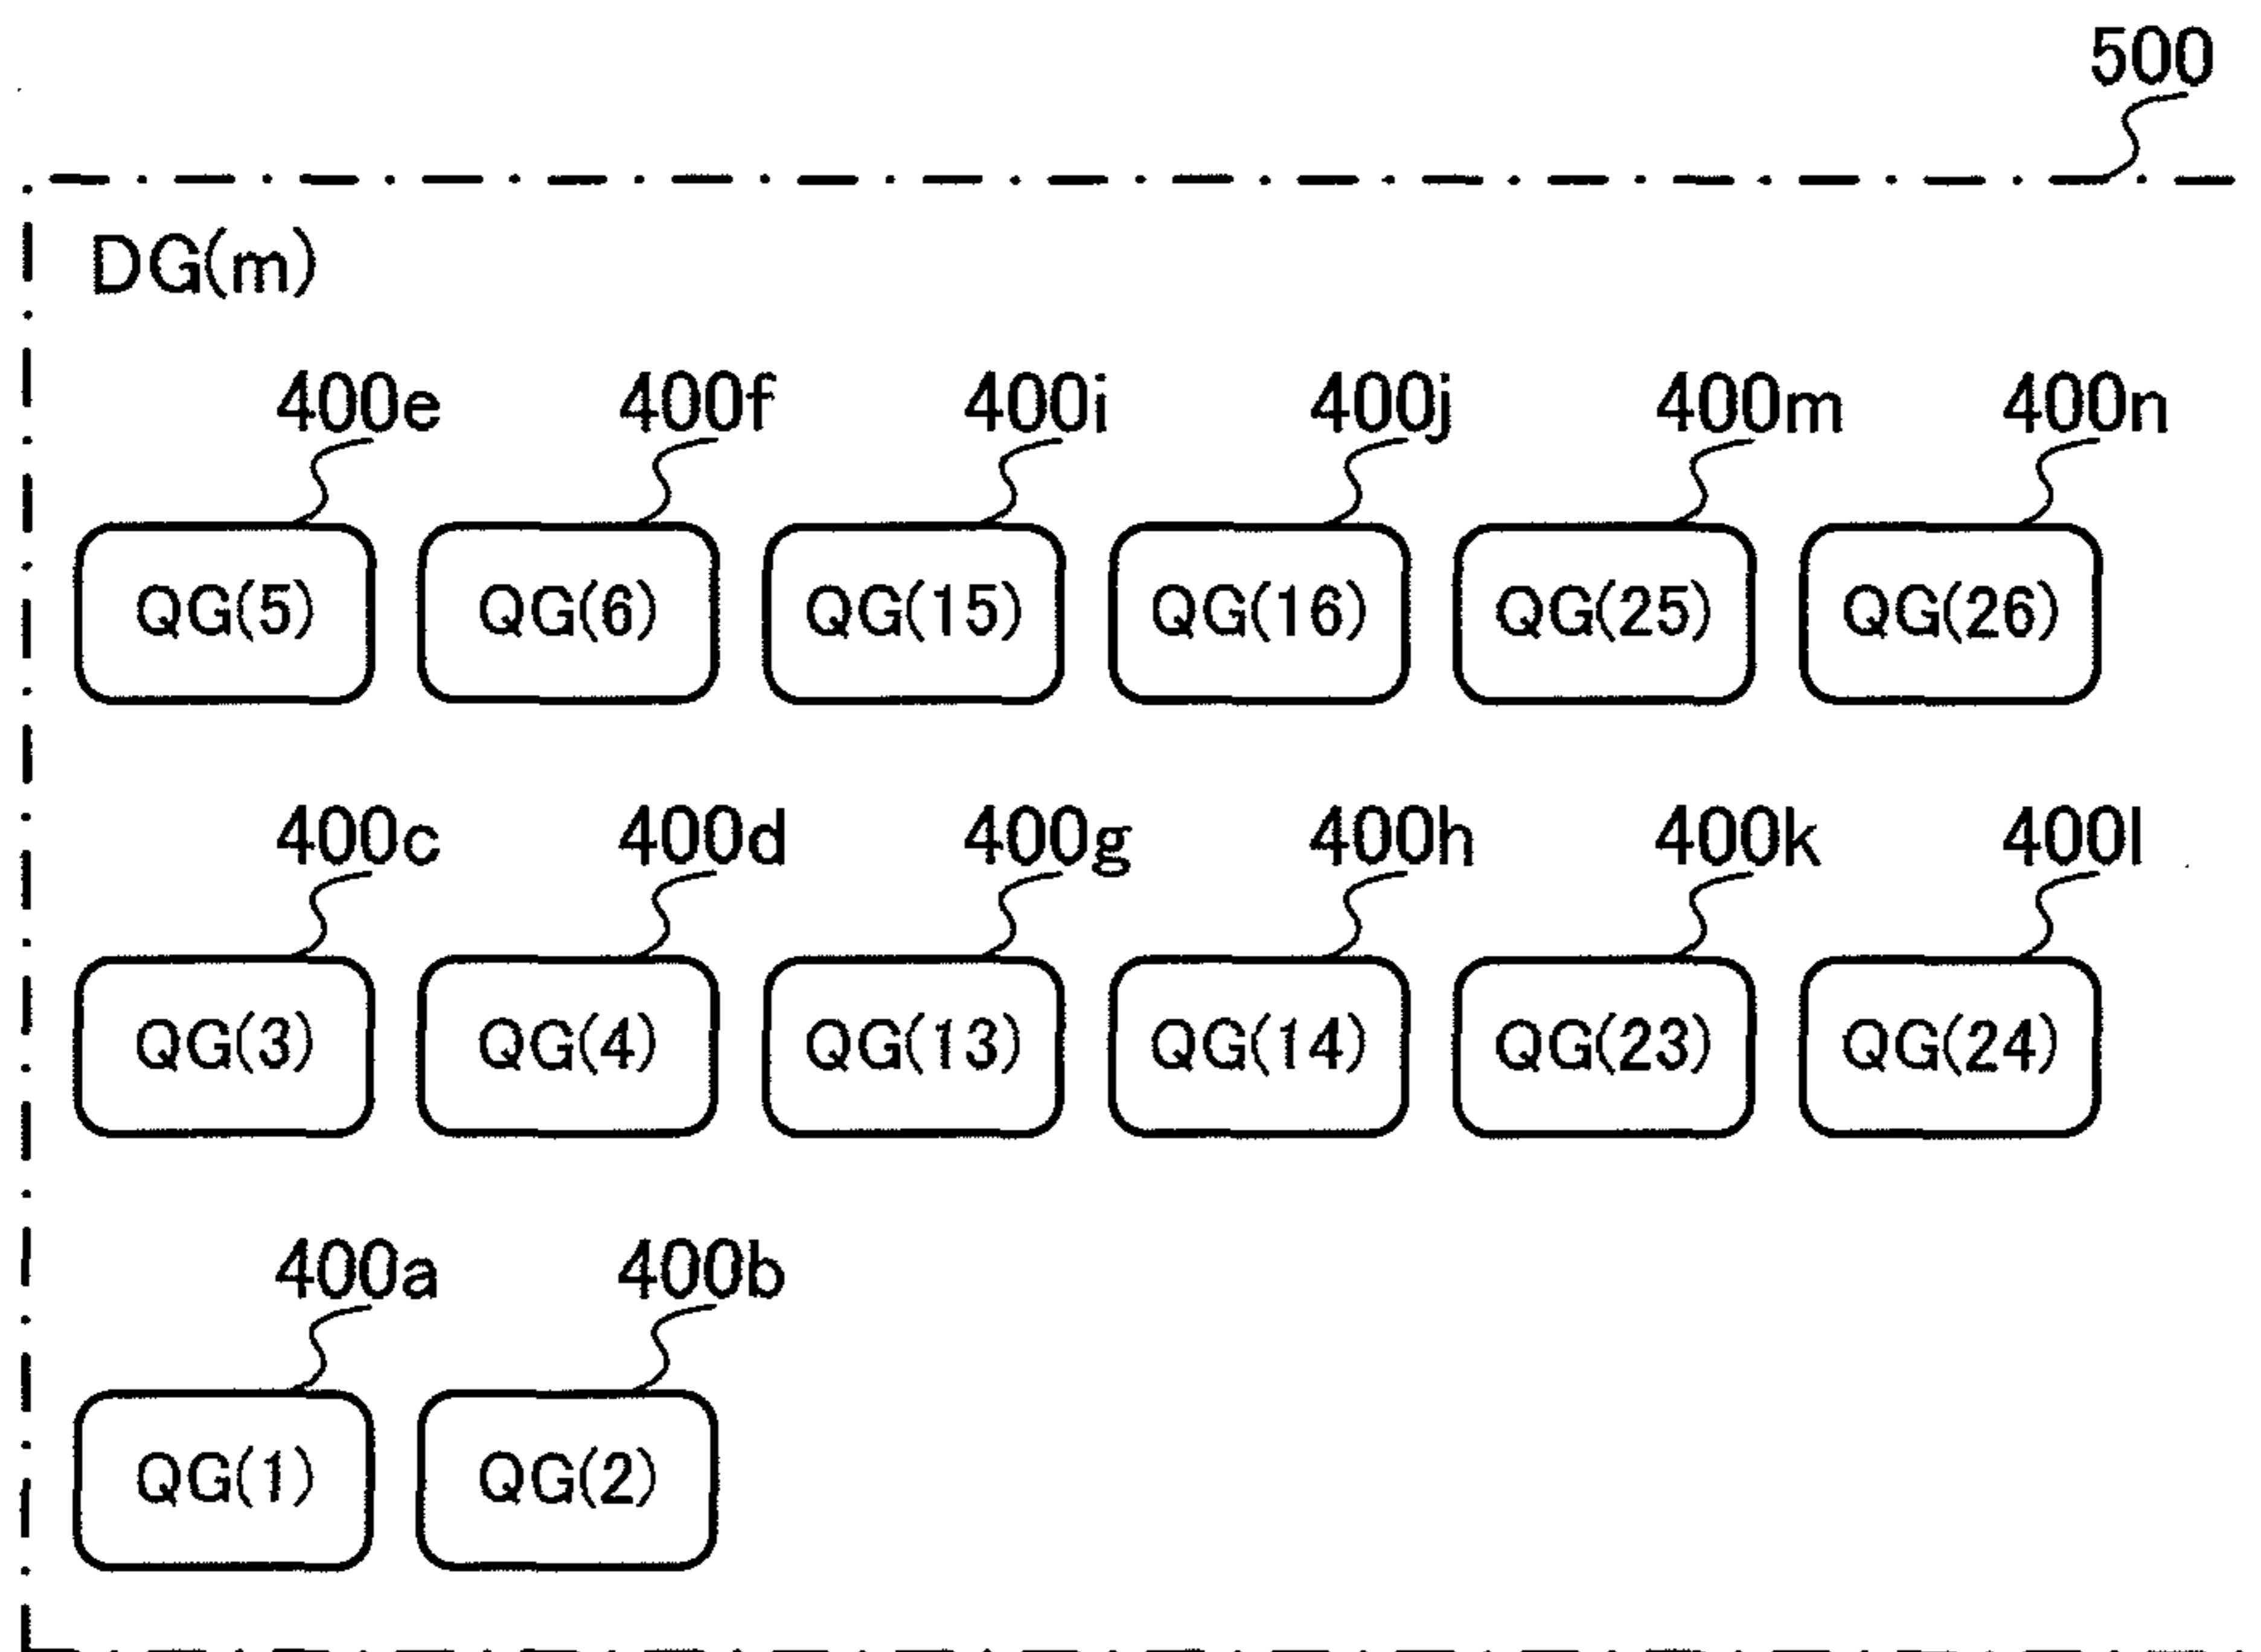 500
DG(m)
400e 400f 400i 400j 400m 400n
QG(5) QG(6) QG(15) QG(16) QG(25) QG(26)
400c 400d 400g 400h 400k 400l
QG(3) QG(4) QG(13) QG(14) QG(23) QG(24)
400a 400b
QG(1) QG(2)